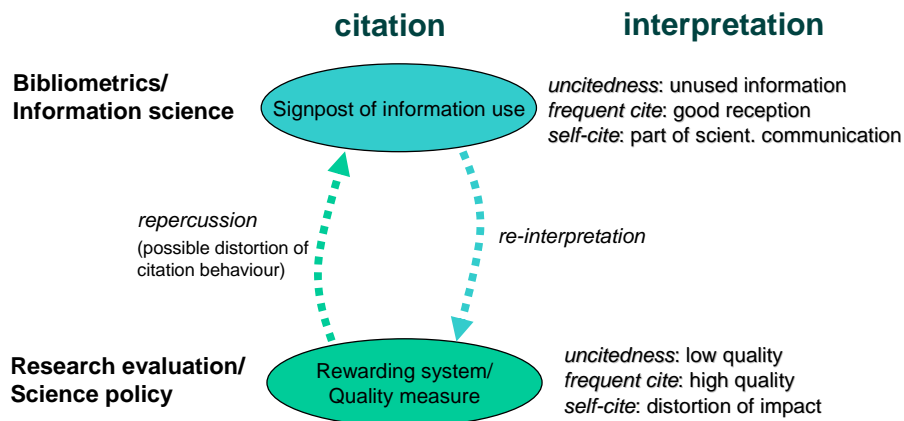 citation
interpretation
Bibliometrics/
Information science
Signpost of information use
uncitedness: unused information
frequent cite: good reception
self-cite: part of scient. communication
repercussion
(possible distortion of
citation behaviour)
re-interpretation
Research evaluation/
Science policy
Rewarding system/
Quality measure
uncitedness: low quality
frequent cite: high quality
self-cite: distortion of impact